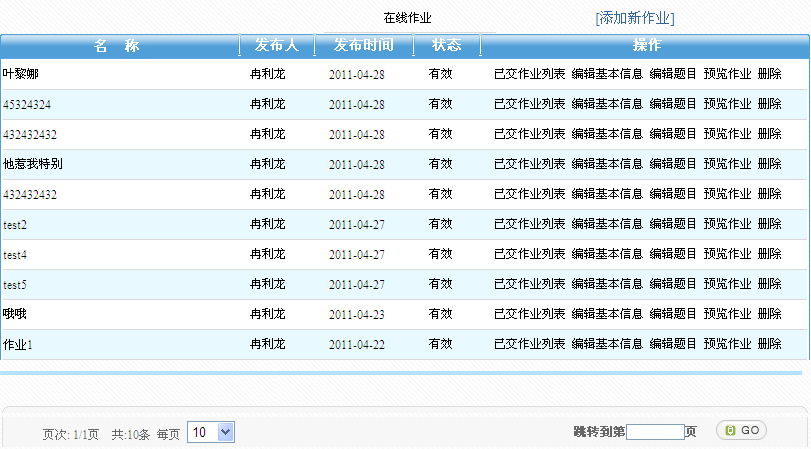 在线作业 [添加新作业]
名 称 发布人 发布时间 状态 操作
叶黎娜 冉利龙 2011-04-28 有效 已交作业列表 编辑基本信息 编辑题目 预览作业 删除
45324324 冉利龙 2011-04-28 有效 已交作业列表 编辑基本信息 编辑题目 预览作业 删除
432432432 冉利龙 2011-04-28 有效 已交作业列表 编辑基本信息 编辑题目 预览作业 删除
他惹我特别 冉利龙 2011-04-28 有效 已交作业列表 编辑基本信息 编辑题目 预览作业 删除
432432432 冉利龙 2011-04-28 有效 已交作业列表 编辑基本信息 编辑题目 预览作业 删除
test2 冉利龙 2011-04-27 有效 已交作业列表 编辑基本信息 编辑题目 预览作业 删除
test4 冉利龙 2011-04-27 有效 已交作业列表 编辑基本信息 编辑题目 预览作业 删除
test5 冉利龙 2011-04-27 有效 已交作业列表 编辑基本信息 编辑题目 预览作业 删除
哦哦 冉利龙 2011-04-23 有效 已交作业列表 编辑基本信息 编辑题目 预览作业 删除
作业1 冉利龙 2011-04-22 有效 已交作业列表 编辑基本信息 编辑题目 预览作业 删除
页次: 1/1页 共:10条 每页 10 跳转到第 页 GO